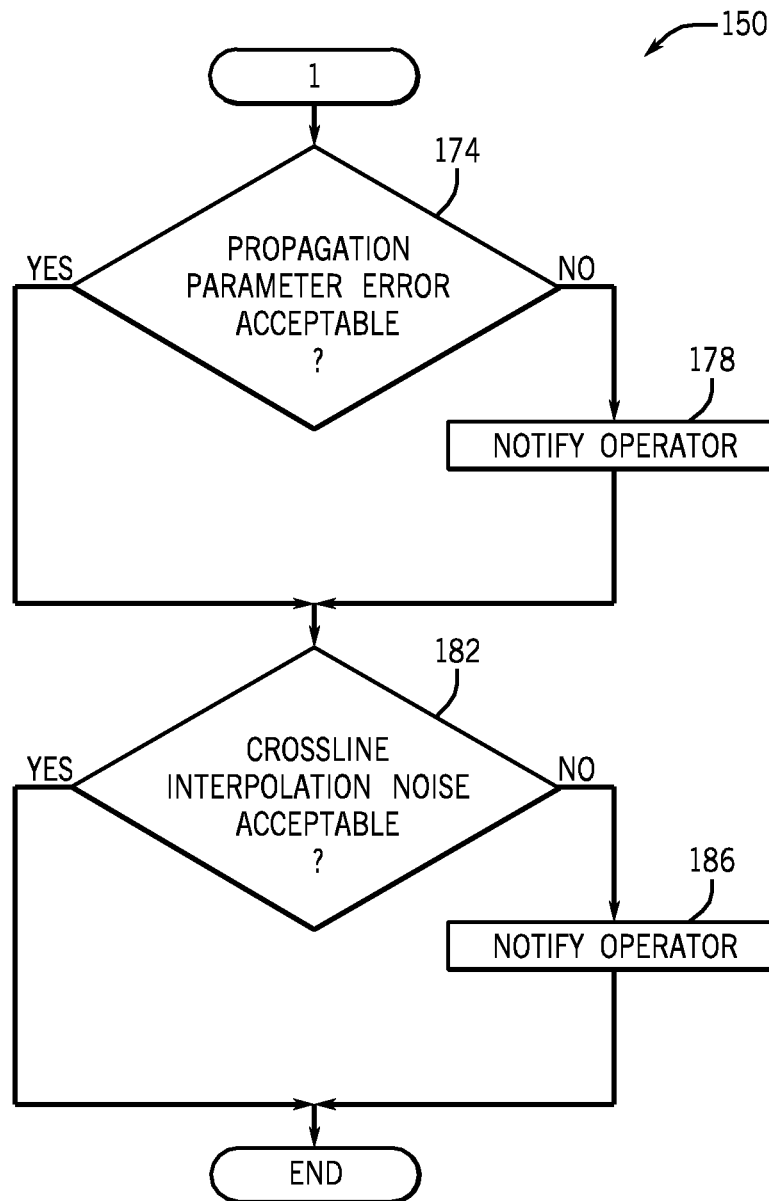 150
1
174
PROPAGATION
PARAMETER ERROR
ACCEPTABLE
?
YES
NO
178
NOTIFY OPERATOR
182
CROSSLINE
INTERPOLATION NOISE
ACCEPTABLE
?
YES
NO
186
NOTIFY OPERATOR
END